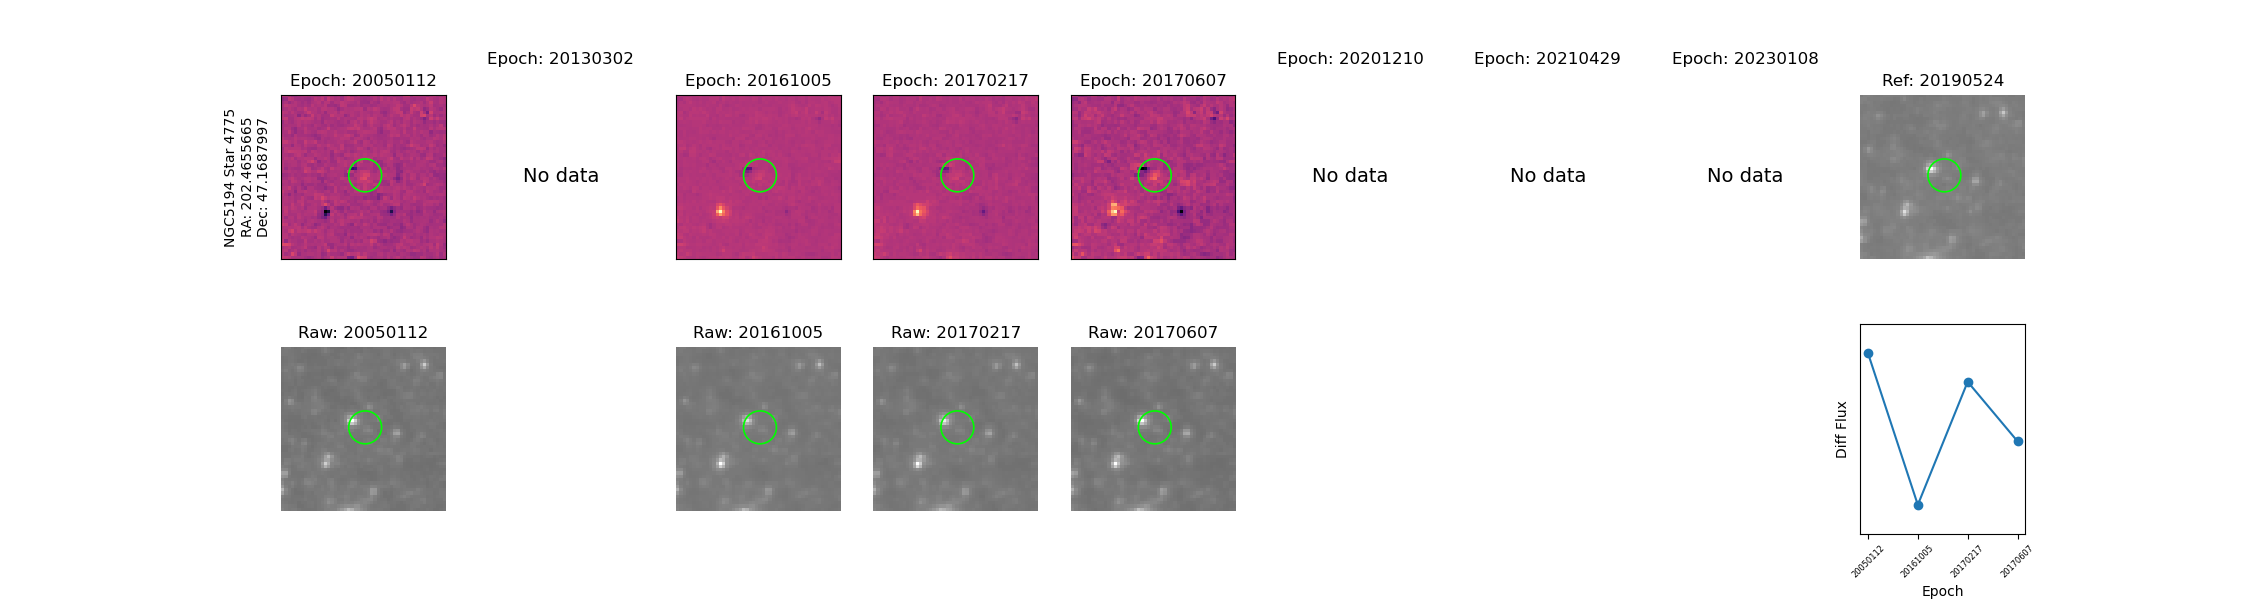 Epoch: 20130302
Epoch: 20201210
Epoch: 20210429
Epoch: 20230108
Epoch: 20050112
Epoch: 20161005
Epoch: 20170217
Epoch: 20170607
Ref: 20190524
NGC5194 Star 4775
RA: 202.4655665
Dec: 47.1687997
No data
No data
No data
No data
Raw: 20050112
Raw: 20161005
Raw: 20170217
Raw: 20170607
Diff Flux
20050112
20161005
20170217
20170607
Epoch